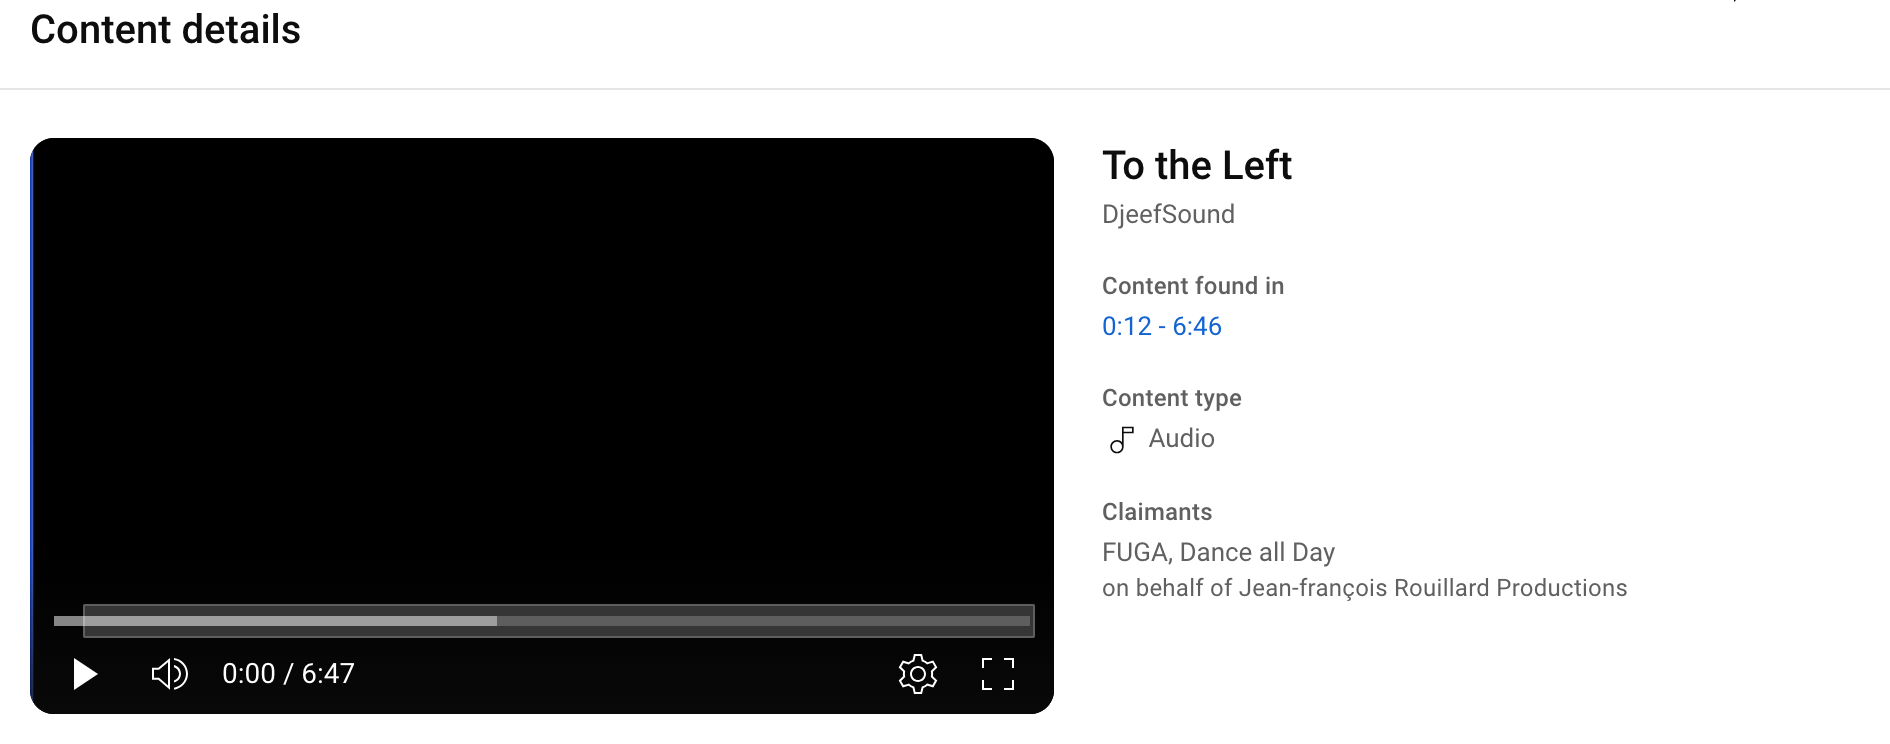 Content details
To the Left
DjeefSound
Content found in
0:12 - 6:46
Content type
Audio
Claimants
FUGA, Dance all Day
on behalf of Jean-françois Rouillard Productions
0:00 / 6:47